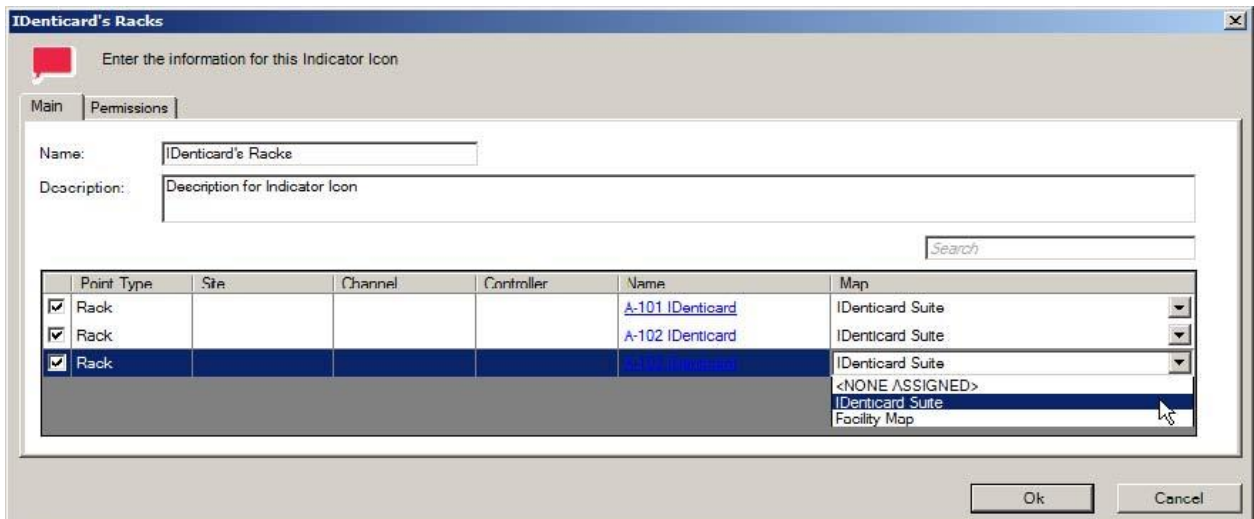 IDenticard's Racks
Enter the information for this Indicator Icon
Main Permissions
Name: IDenticard's Racks
Description: Description for Indicator Icon
Search
Point Type Site Channel Controller Name Map
Rack A-101 IDenticard IDenticard Suite
Rack A-102 IDenticard IDenticard Suite
Rack IDenticard Suite
<NONE ASSIGNED>
IDenticard Suite
Facility Map
Ok Cancel